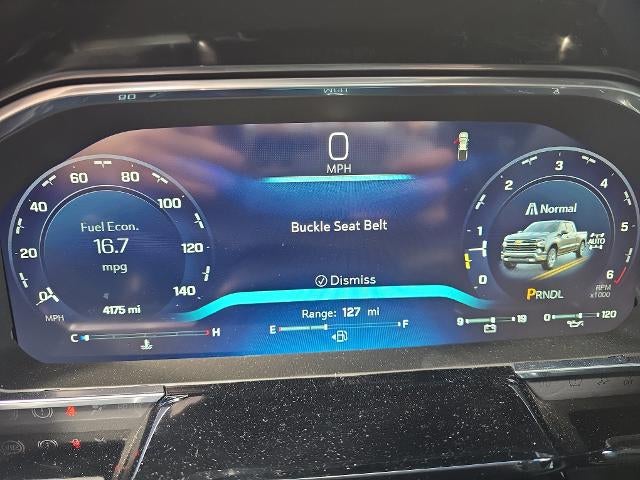 0
MPH
20
40
60
80
100
120
140
0
MPH
Fuel Econ.
16.7
mpg
4175 mi
C H
Buckle Seat Belt
Dismiss
Range: 127 mi
E F
0
1
2
3
4
5
6
RPM
x1000
Normal
AUTO
PRNDL
9 19
0 120